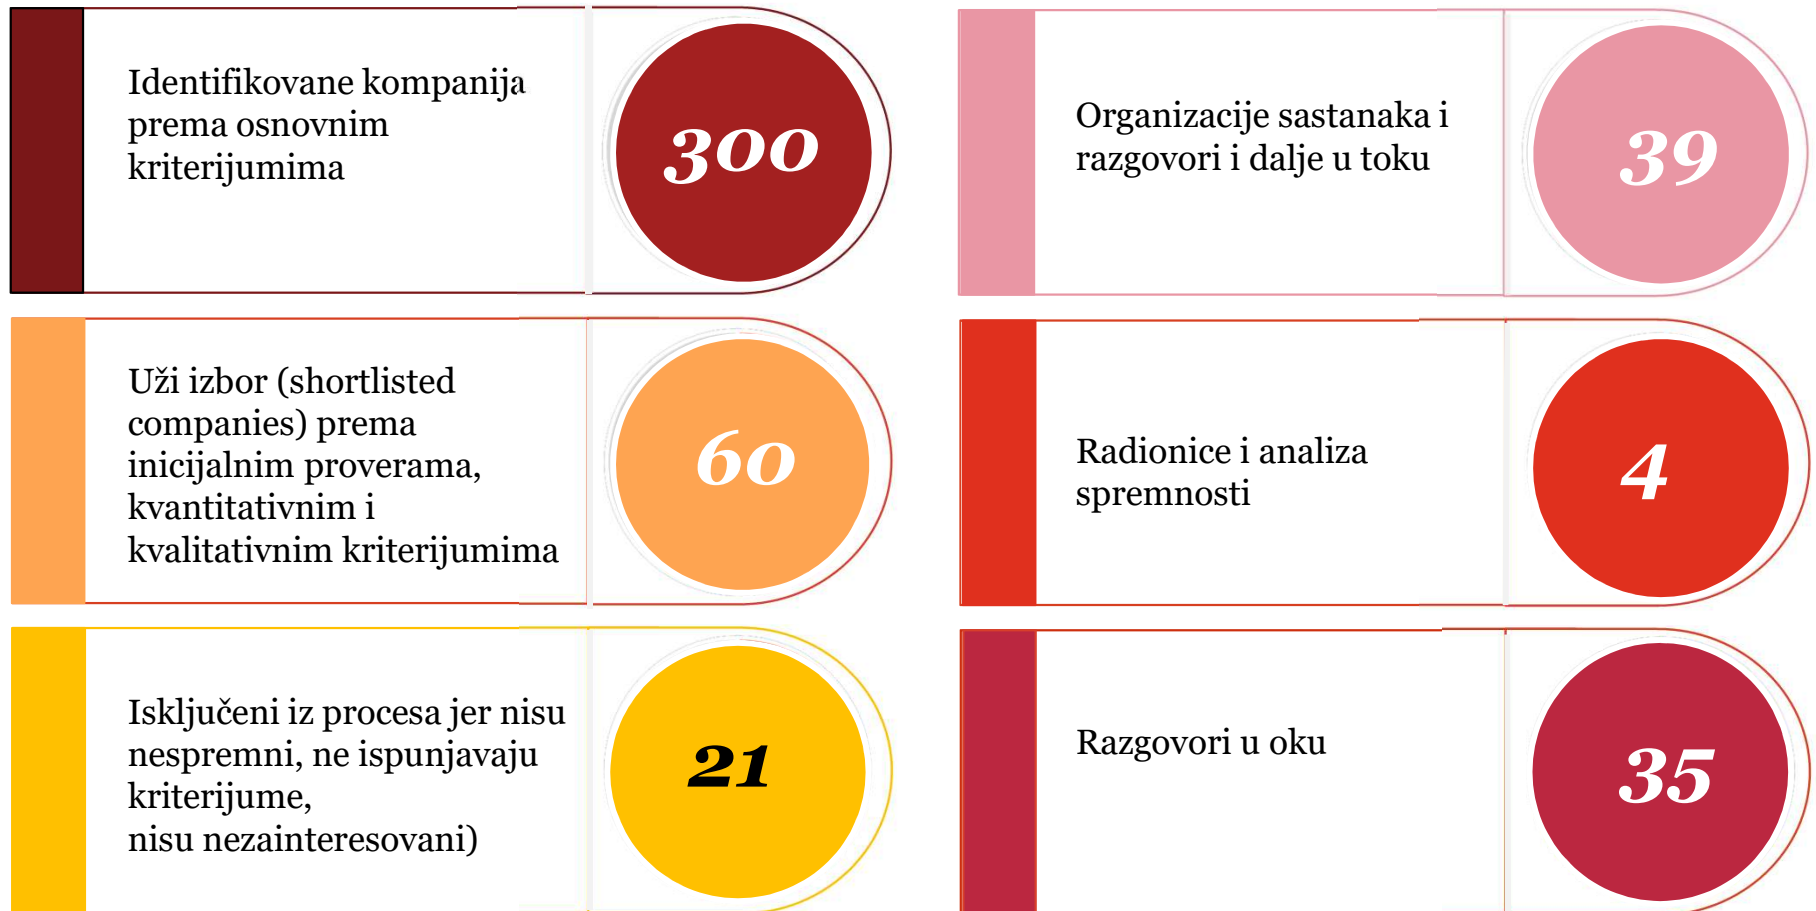 Identifikovane kompanija
prema osnovnim
kriterijumima
300
Uži izbor (shortlisted
companies) prema
inicijalnim proverama,
kvantitativnim i
kvalitativnim kriterijumima
60
Isključeni iz procesa jer nisu
nespremni, ne ispunjavaju
kriterijume,
nisu nezainteresovani)
21
Organizacije sastanaka i
razgovori i dalje u toku
39
Radionice i analiza
spremnosti
4
Razgovori u oku
35